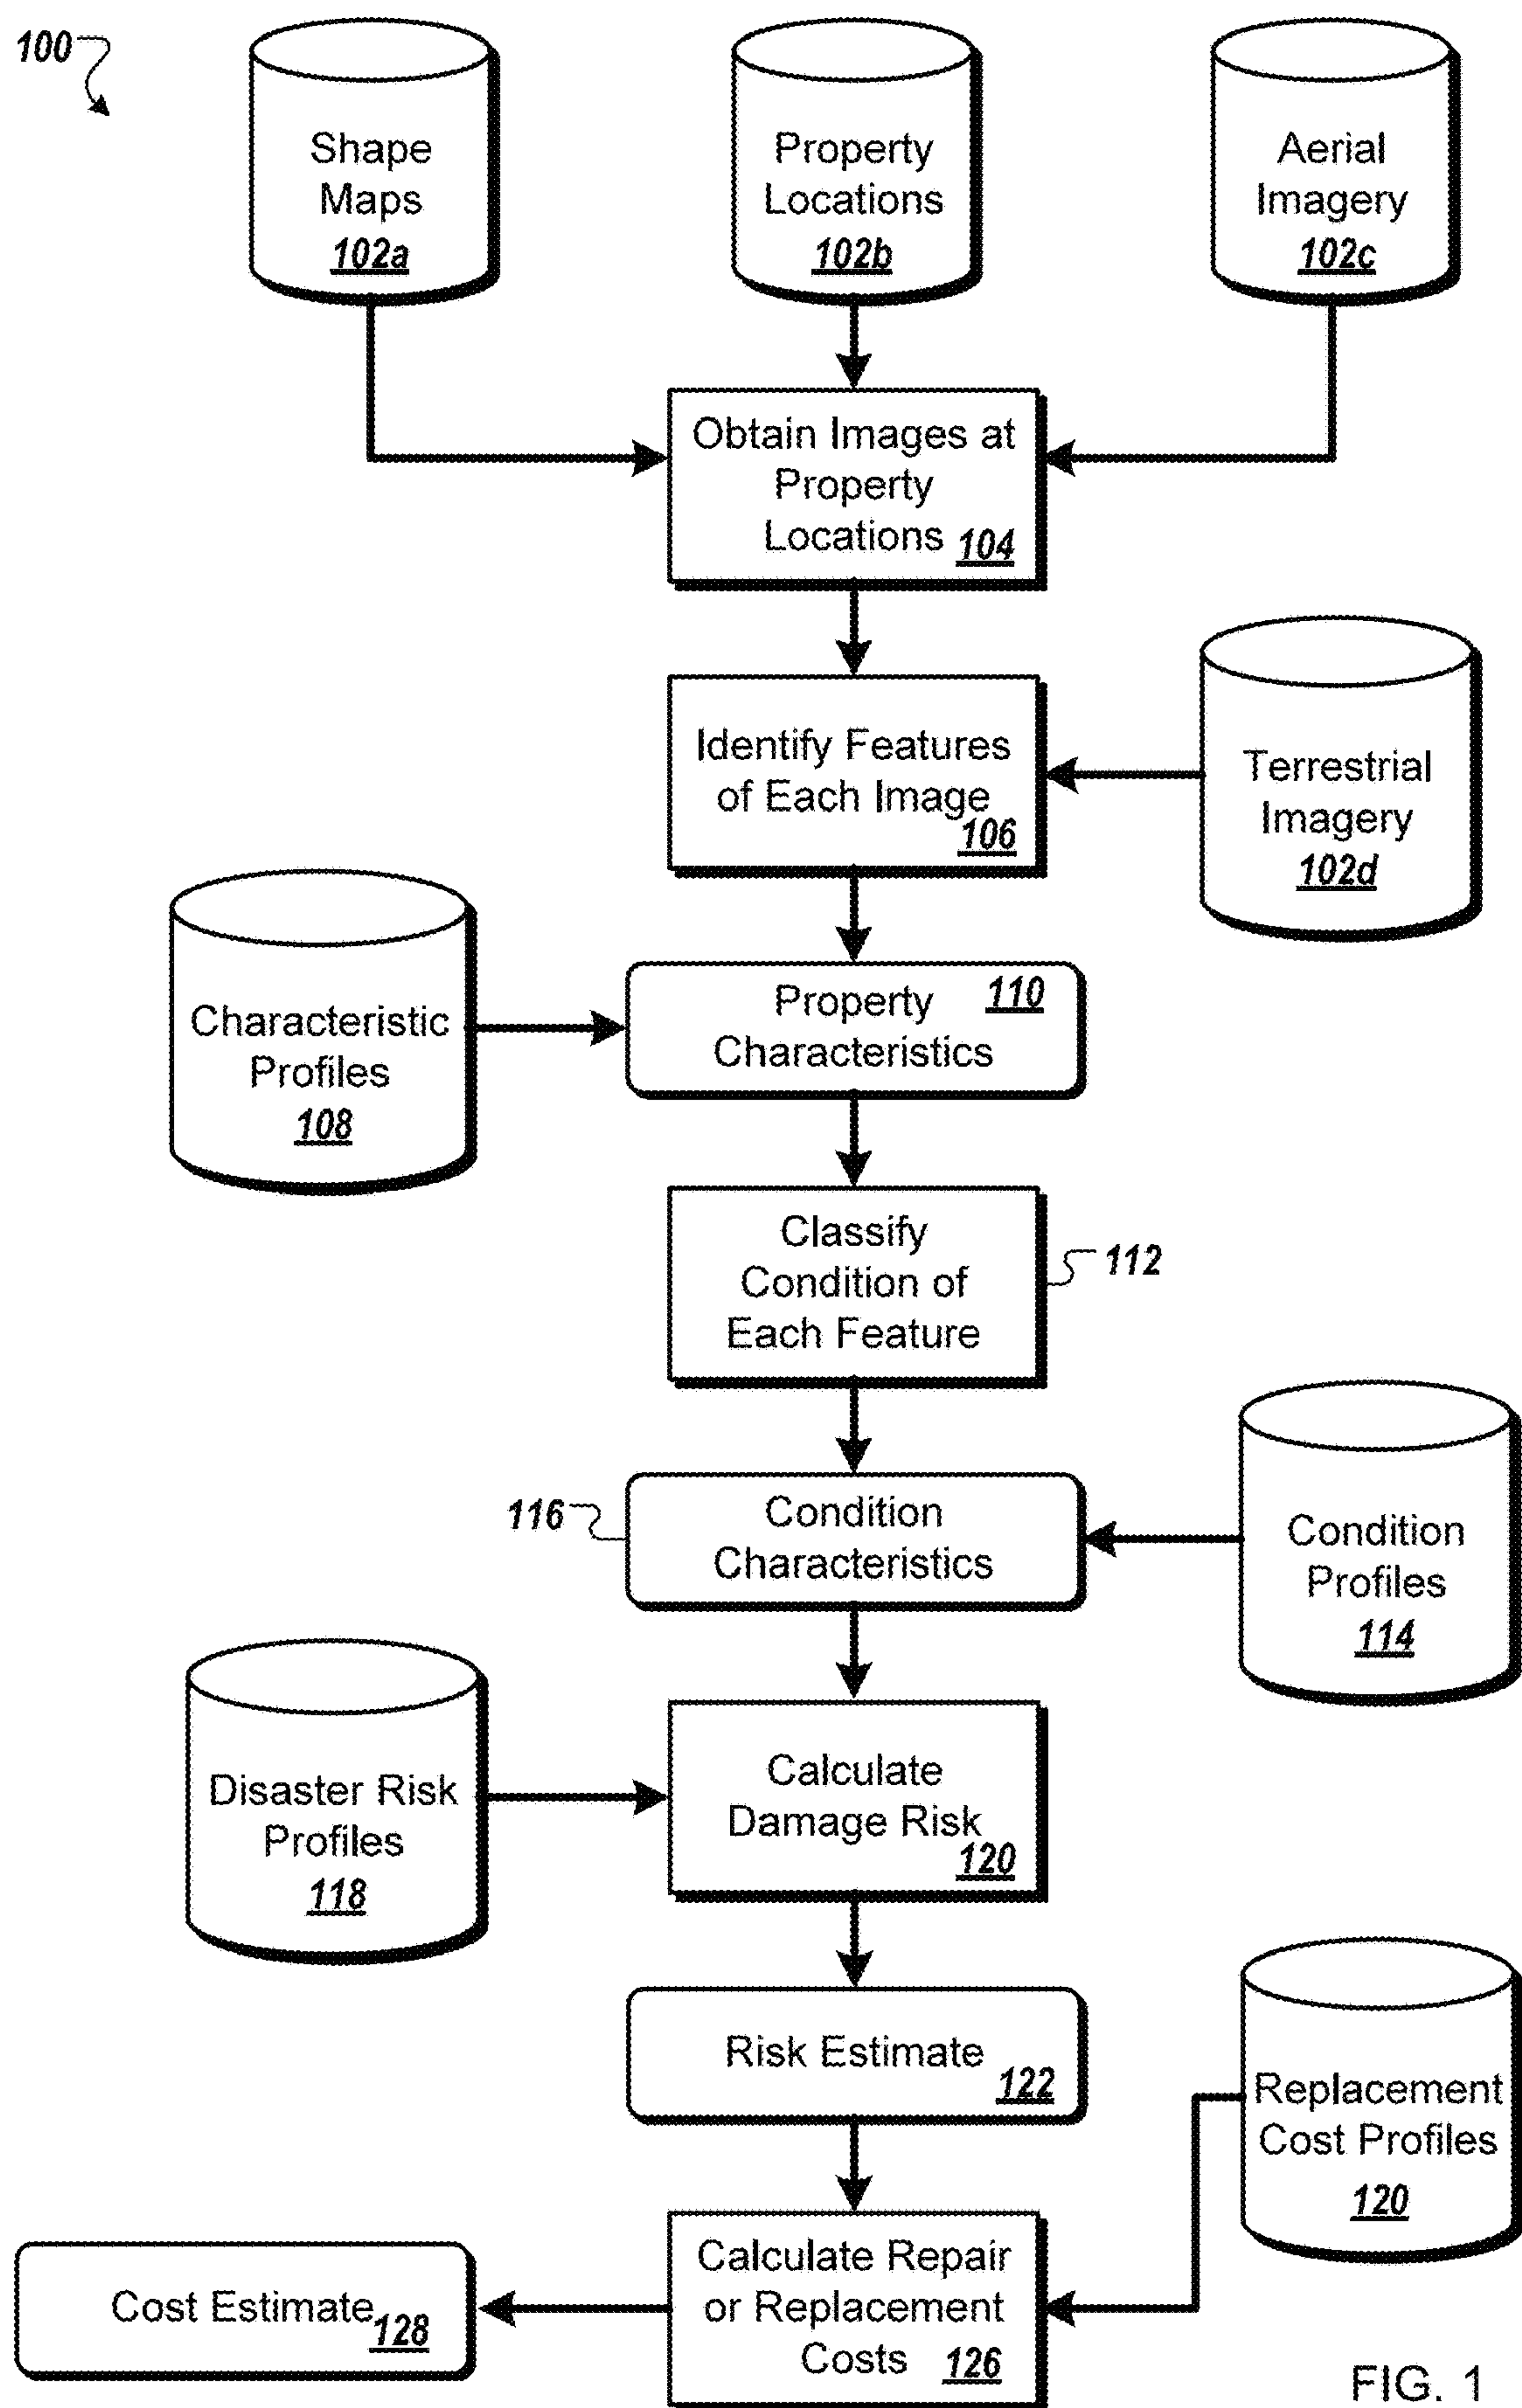 100
Shape
Maps
102a
Property
Locations
102b
Aerial
Imagery
102c
Obtain Images at
Property
Locations 104
Identify Features
of Each Image
106
Terrestrial
Imagery
102d
Characteristic
Profiles
108
110
Property
Characteristics
Classify
Condition of
Each Feature
112
116
Condition
Characteristics
Condition
Profiles
114
Disaster Risk
Profiles
118
Calculate
Damage Risk
120
Risk Estimate
122
Replacement
Cost Profiles
120
Calculate Repair
or Replacement
Costs 126
Cost Estimate
128
FIG. 1